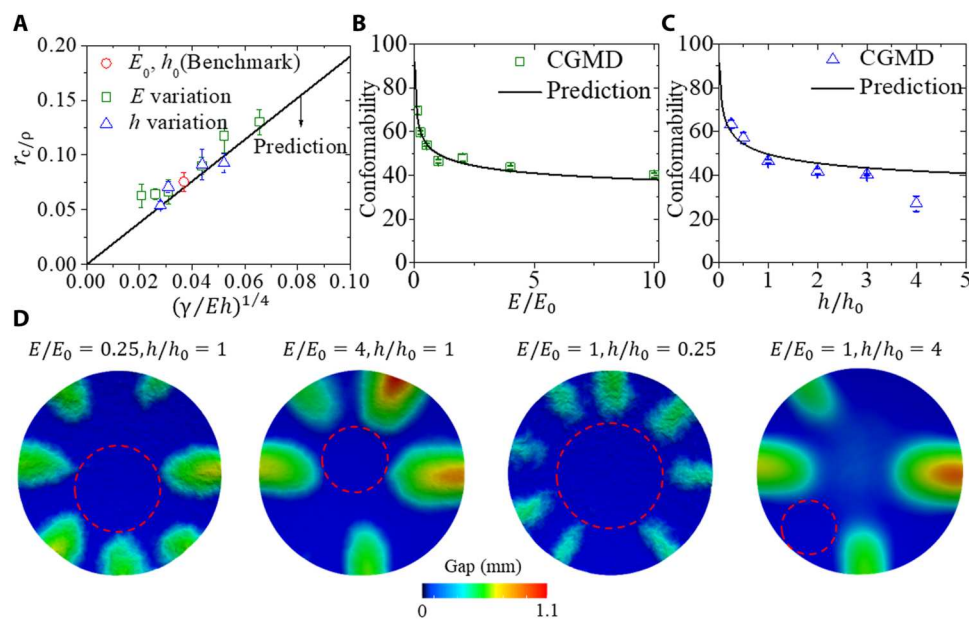 A
0.20
0.15
0.10
0.05
0.00
r_c/ρ
0.00 0.02 0.04 0.06 0.08 0.10
(γ/Eh)^{1/4}
E_0, h_0(Benchmark)
E variation
h variation
Prediction
B
100
80
60
40
20
0
Conformability
0 5 10
E/E_0
CGMD
Prediction
C
100
80
60
40
20
0
Conformability
0 1 2 3 4 5
h/h_0
CGMD
Prediction
D
E/E_0 = 0.25, h/h_0 = 1
E/E_0 = 4, h/h_0 = 1
E/E_0 = 1, h/h_0 = 0.25
E/E_0 = 1, h/h_0 = 4
Gap (mm)
0 1.1